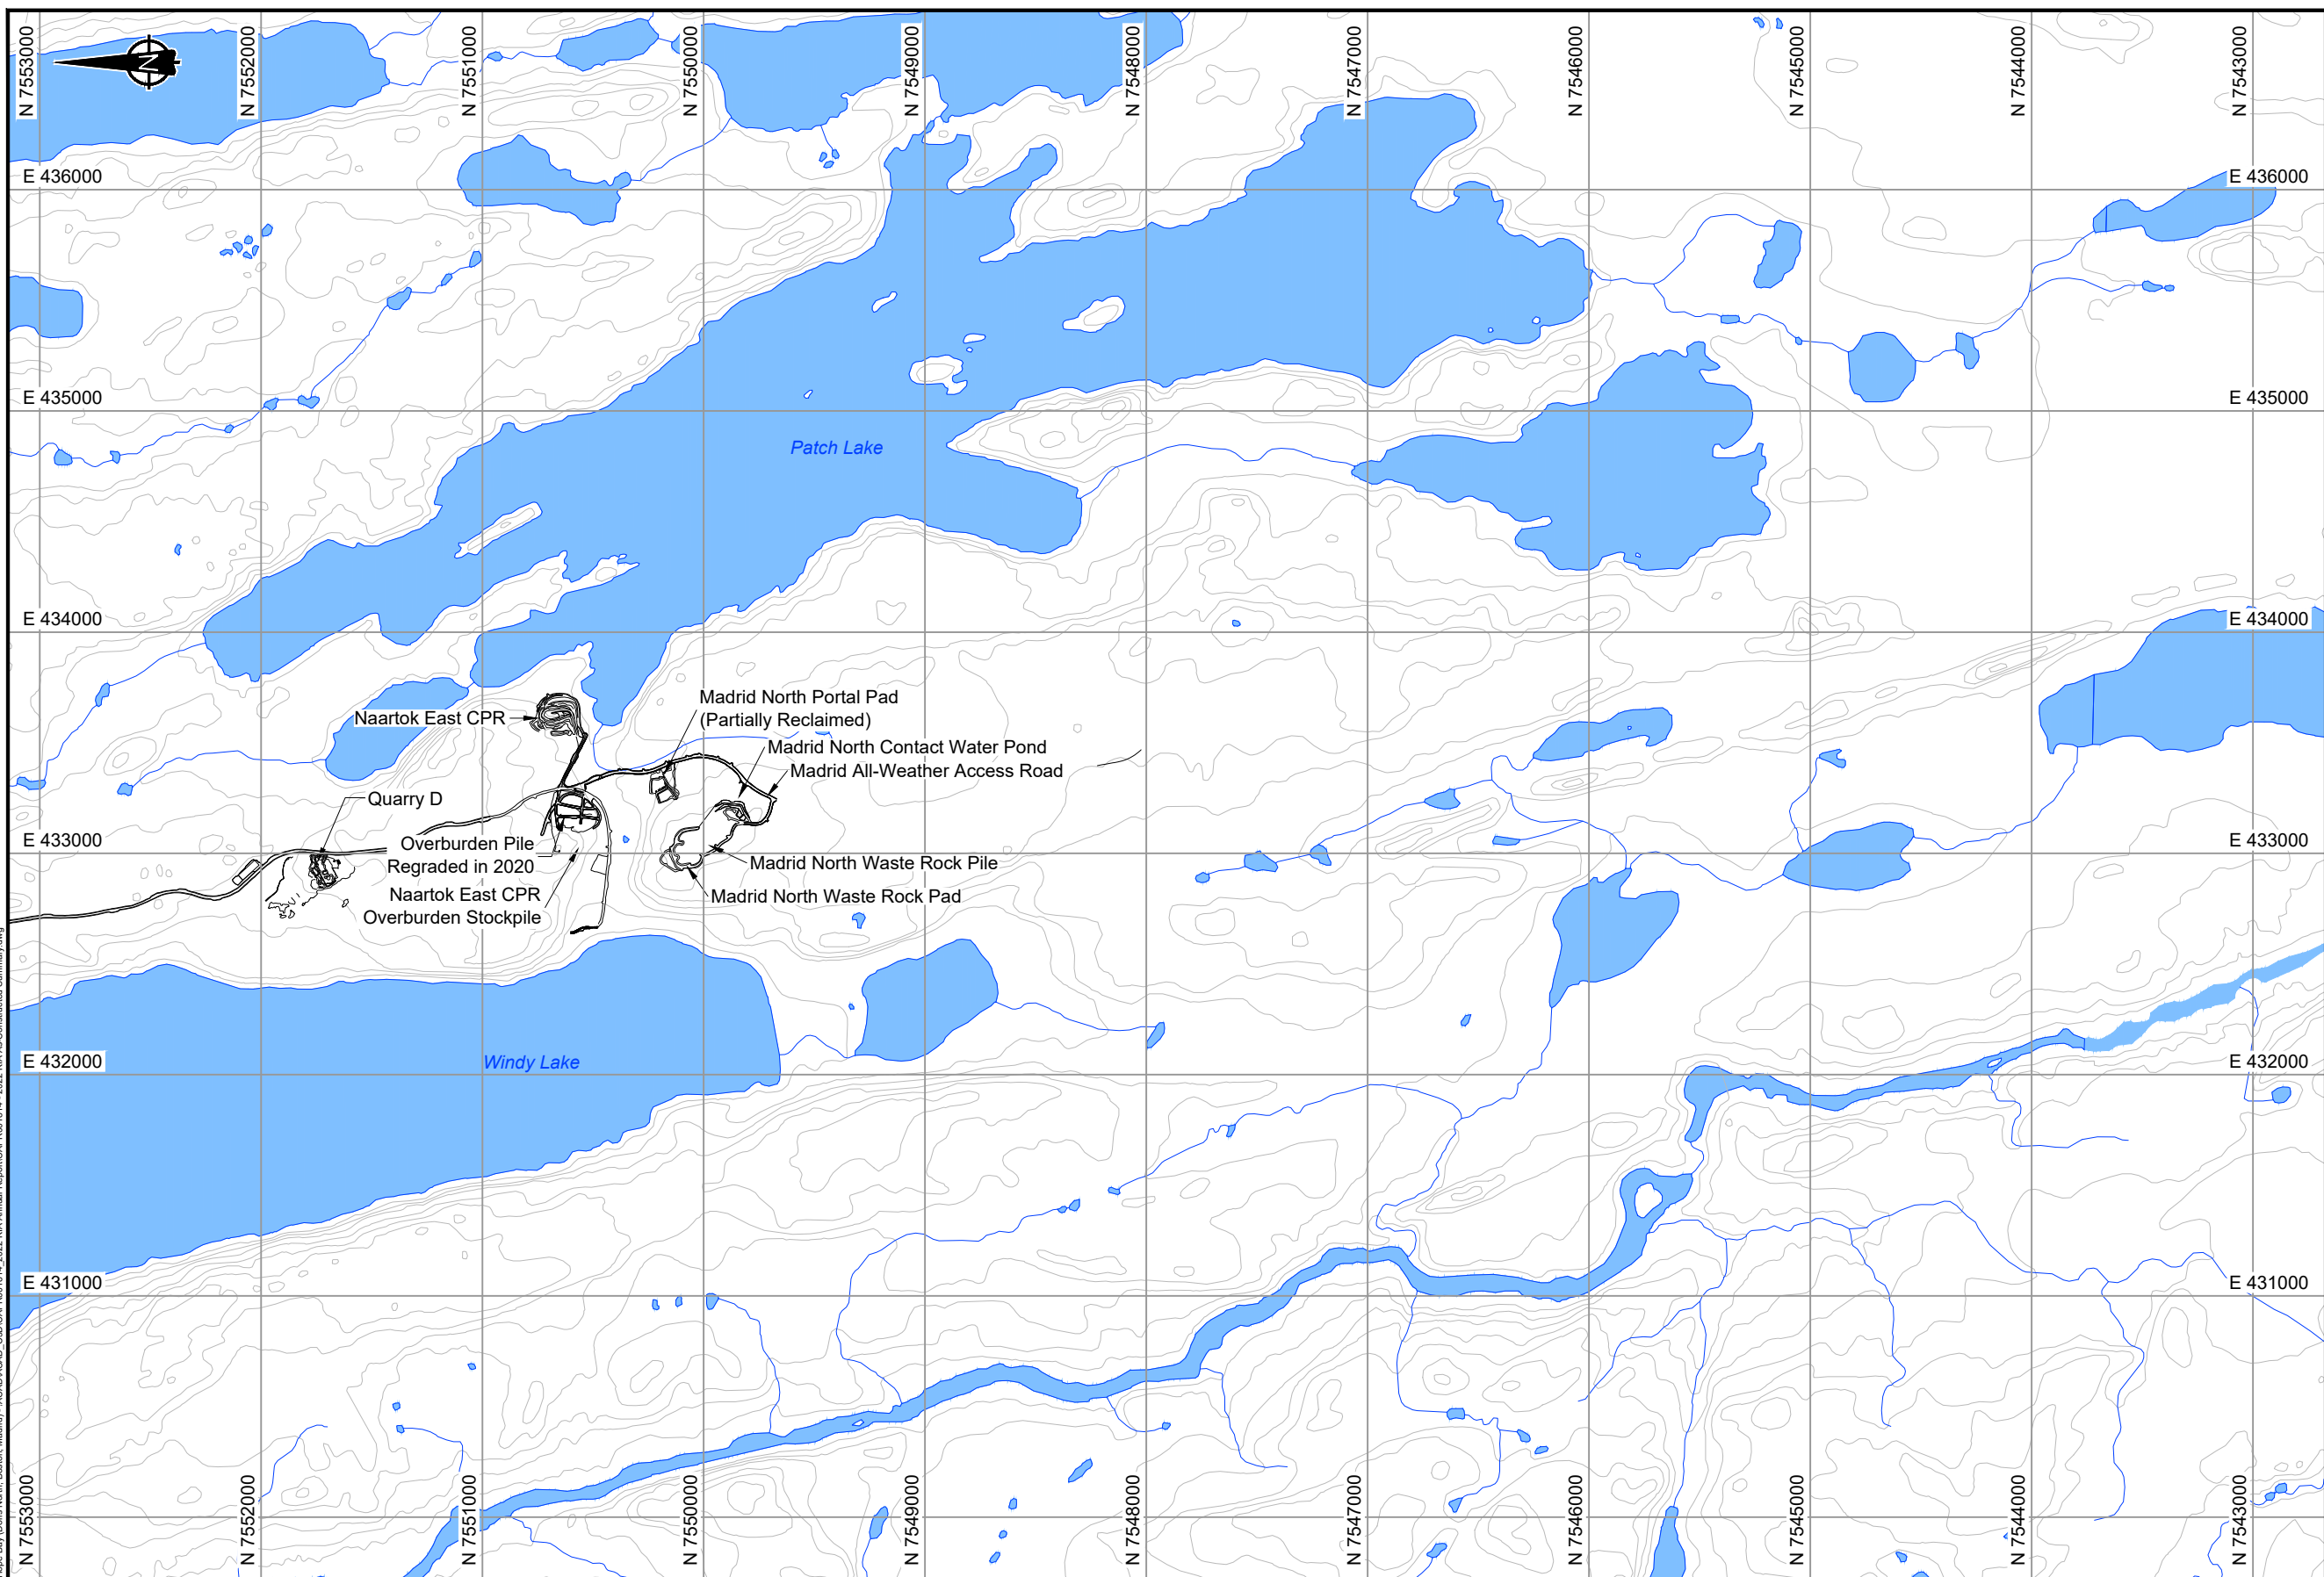 N 7553000
N 7552000
N 7551000
N 7550000
N 7549000
N 7548000
N 7547000
N 7546000
N 7545000
N 7544000
N 7543000
N
E 436000
E 436000
E 435000
E 435000
Patch Lake
E 434000
E 434000
Madrid North Portal Pad
(Partially Reclaimed)
Naartok East CPR
Madrid North Contact Water Pond
Madrid All-Weather Access Road
Quarry D
E 433000
E 433000
Overburden Pile
Regraded in 2020
Madrid North Waste Rock Pile
Naartok East CPR
Overburden Stockpile
Madrid North Waste Rock Pad
E 432000
E 432000
Windy Lake
E 431000
E 431000
N 7553000
N 7552000
N 7551000
N 7550000
N 7549000
N 7548000
N 7547000
N 7546000
N 7545000
N 7544000
N 7543000